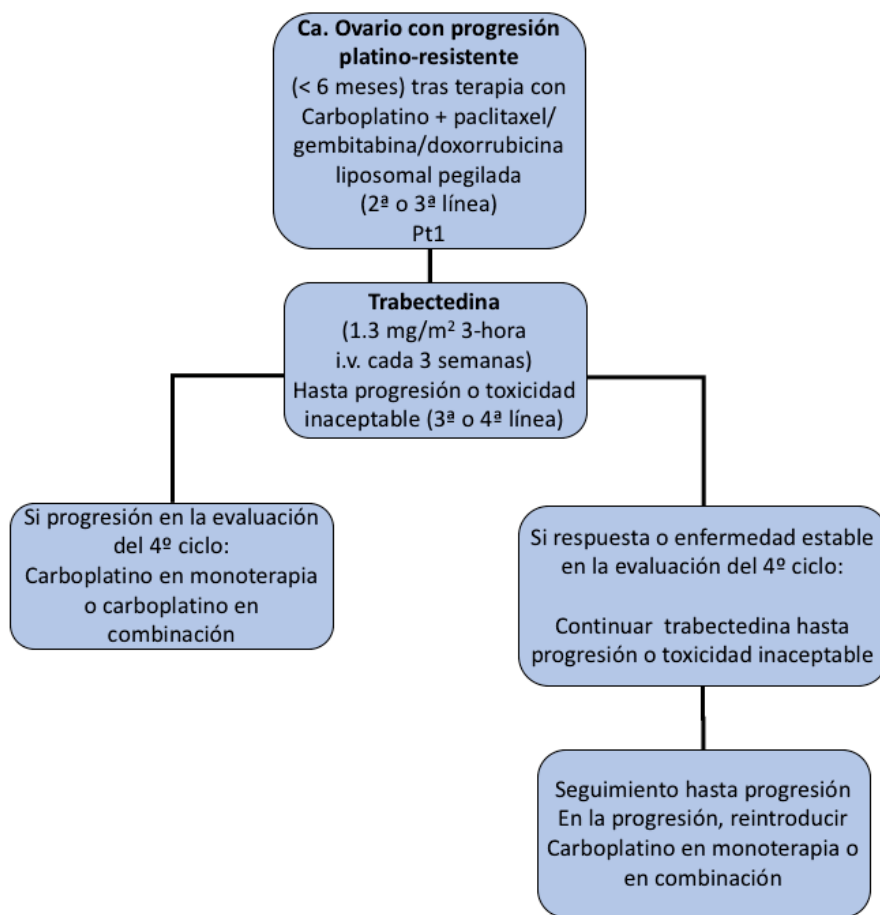 Ca. Ovario con progresión
platino-resistente
(< 6 meses) tras terapia con
Carboplatino + paclitaxel/
gembitabina/doxorrubicina
liposomal pegilada
(2ª o 3ª línea)
Pt1
Trabectedina
(1.3 mg/m² 3-hora
i.v. cada 3 semanas)
Hasta progresión o toxicidad
inaceptable (3ª o 4ª línea)
Si progresión en la evaluación
del 4º ciclo:
Carboplatino en monoterapia
o carboplatino en
combinación
Si respuesta o enfermedad estable
en la evaluación del 4º ciclo:
Continuar trabectedina hasta
progresión o toxicidad inaceptable
Seguimiento hasta progresión
En la progresión, reintroducir
Carboplatino en monoterapia o
en combinación